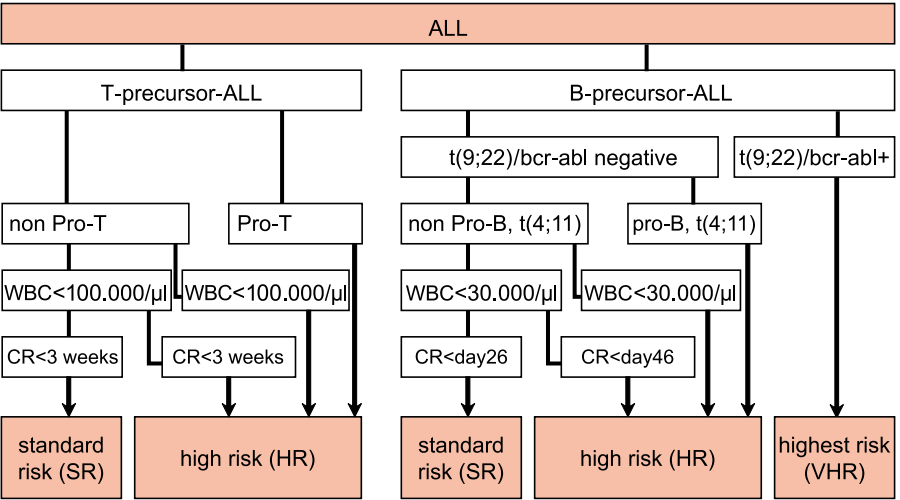 ALL
T-precursor-ALL
B-precursor-ALL
t(9;22)/bcr-abl negative
t(9;22)/bcr-abl+
non Pro-T
Pro-T
non Pro-B, t(4;11)
pro-B, t(4;11)
WBC<100.000/µl
WBC<100.000/µl
WBC<30.000/µl
WBC<30.000/µl
CR<3 weeks
CR<3 weeks
CR<day26
CR<day46
standard
risk (SR)
high risk (HR)
standard
risk (SR)
high risk (HR)
highest risk
(VHR)